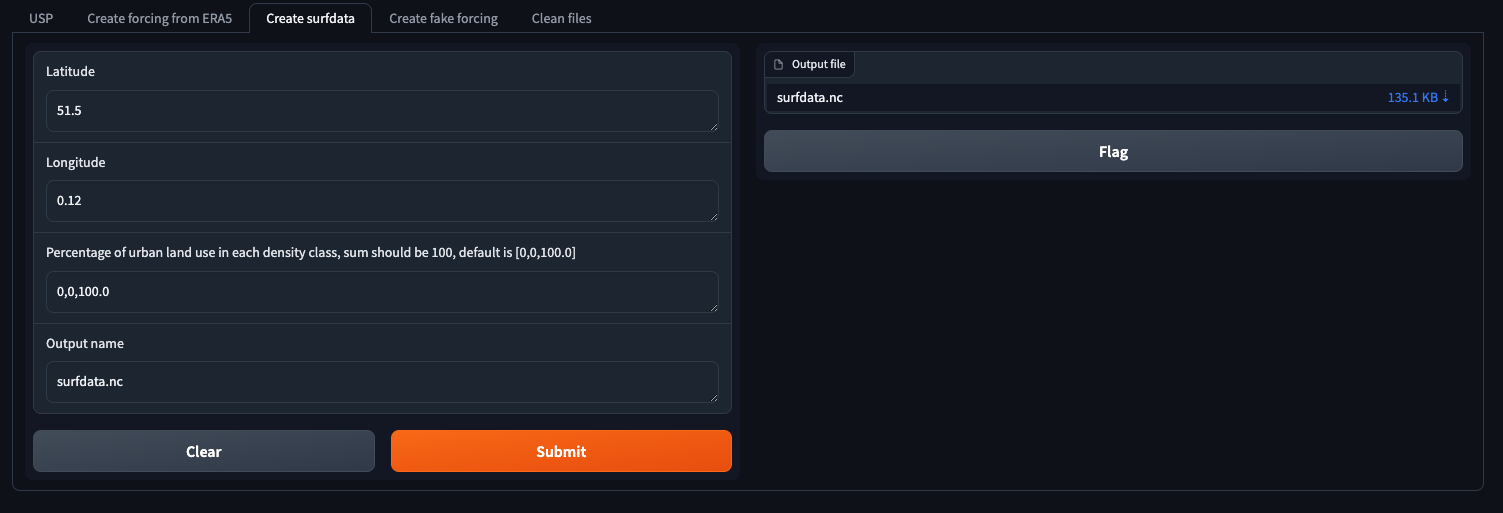 USP Create forcing from ERA5 Create surfdata Create fake forcing Clean files
Latitude
51.5
Longitude
0.12
Percentage of urban land use in each density class, sum should be 100, default is [0,0,100.0]
0,0,100.0
Output name
surfdata.nc
Clear Submit
Output file
surfdata.nc 135.1 KB ⇣
Flag